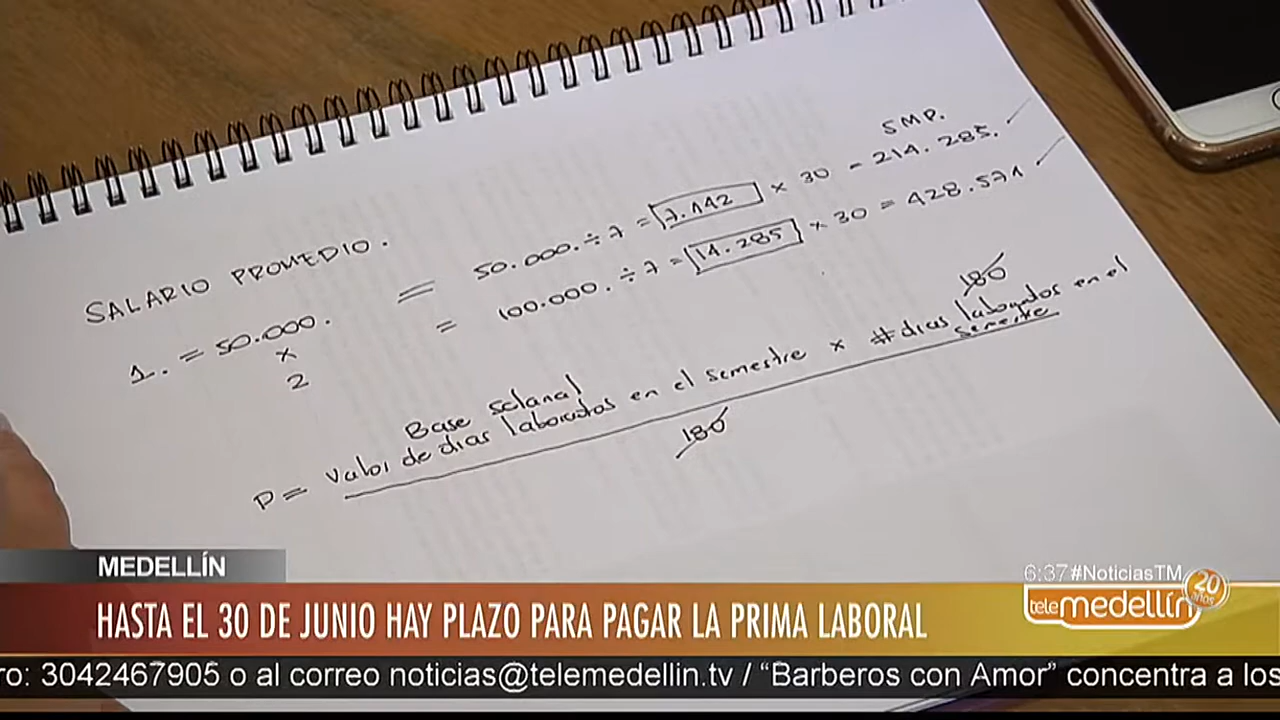 SMP.
50.000. ÷ 7 = 7.142 x 30 = 214.285.
SALARIO PROMEDIO. = 100.000. ÷ 7 = 14.285 x 30 = 428.571
=
1. = 50.000.
x
2
180
Base salarial
P = Valor de dias laborados en el semestre x # dias laborados en el semestre
180
MEDELLÍN
HASTA EL 30 DE JUNIO HAY PLAZO PARA PAGAR LA PRIMA LABORAL
6:37 #NoticiasTM
telemedellín
20 años
ro: 3042467905 o al correo noticias@telemedellin.tv / “Barberos con Amor” concentra a los